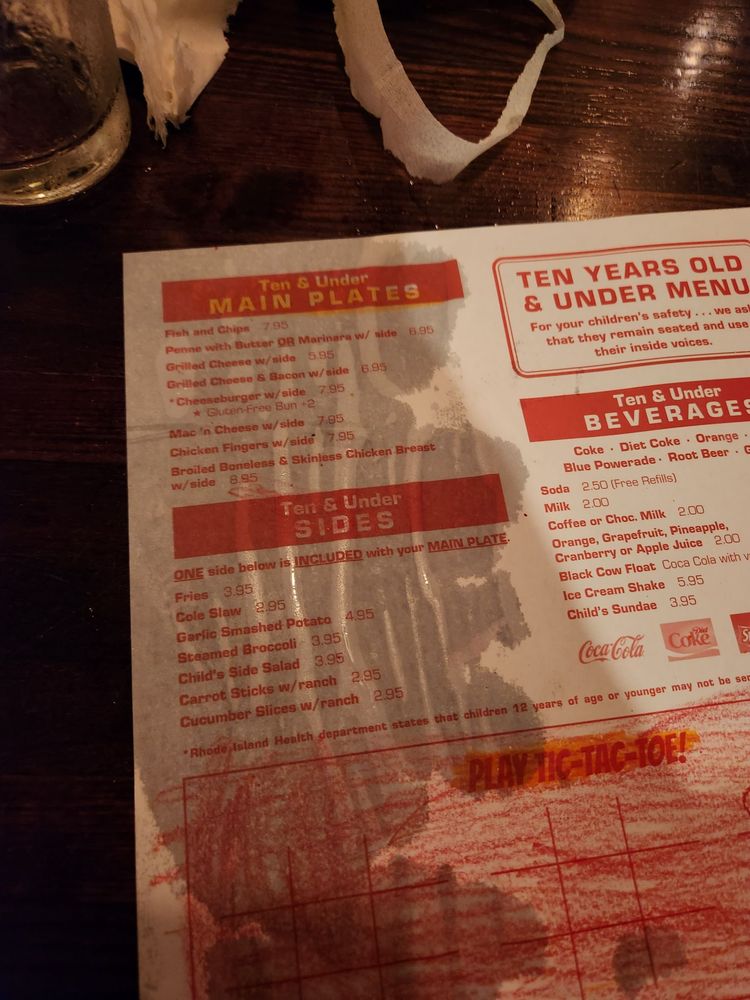 Ten & Under
MAIN PLATES
Fish and Chips 7.95
Penne with Butter OR Marinara w/ side 6.95
Grilled Cheese w/side 5.95
Grilled Cheese & Bacon w/side 6.95
*Cheeseburger w/side 7.95
★ Gluten-Free Bun +2
Mac 'n Cheese w/side 7.95
Chicken Fingers w/side 7.95
Broiled Boneless & Skinless Chicken Breast
w/side 8.95
Ten & Under
SIDES
ONE side below is INCLUDED with your MAIN PLATE.
Fries 3.95
Cole Slaw 2.95
Garlic Smashed Potato 4.95
Steamed Broccoli 3.95
Child's Side Salad 3.95
Carrot Sticks w/ranch 2.95
Cucumber Slices w/ranch 2.95
TEN YEARS OLD
& UNDER MENU
For your children's safety . . . we
that they remain seated and use
their inside voices.
Ten & Under
BEVERAGES
Coke · Diet Coke · Orange ·
Blue Powerade · Root Beer ·
Soda 2.50 (Free Refills)
Milk 2.00
Coffee or Choc. Milk 2.00
Orange, Grapefruit, Pineapple,
Cranberry or Apple Juice 2.00
Black Cow Float Coca Cola with
Ice Cream Shake 5.95
Child's Sundae 3.95
Coca-Cola
Diet
Coke
*Rhode Island Health department states that children 12 years of age or younger may not be
PLAY TIC-TAC-TOE!